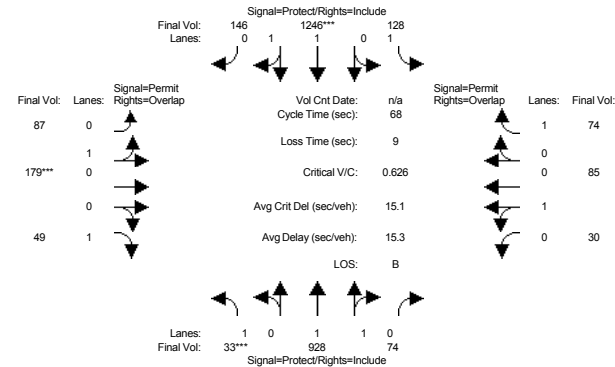 Signal=Protect/Rights=Include
Final Vol: 146 1246*** 128
Lanes: 0 1 1 0 1
Signal=Permit Signal=Permit
Final Vol: Lanes: Rights=Overlap Vol Cnt Date: n/a Rights=Overlap Lanes: Final Vol:
Cycle Time (sec): 68
87 0 1 74
Loss Time (sec): 9
1 0
179*** 0 Critical V/C: 0.626 0 85
0 Avg Crit Del (sec/veh): 15.1 1
49 1 Avg Delay (sec/veh): 15.3 0 30
LOS: B
Lanes: 1 0 1 1 0
Final Vol: 33*** 928 74
Signal=Protect/Rights=Include